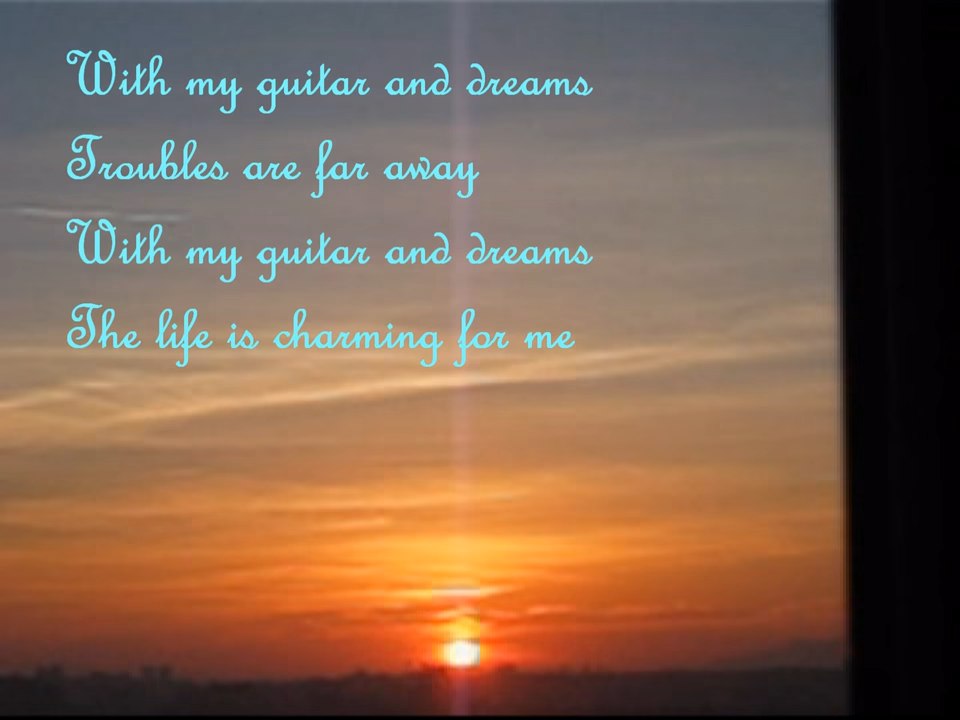 With my guitar and dreams
Troubles are far away
With my guitar and dreams
The life is charming for me